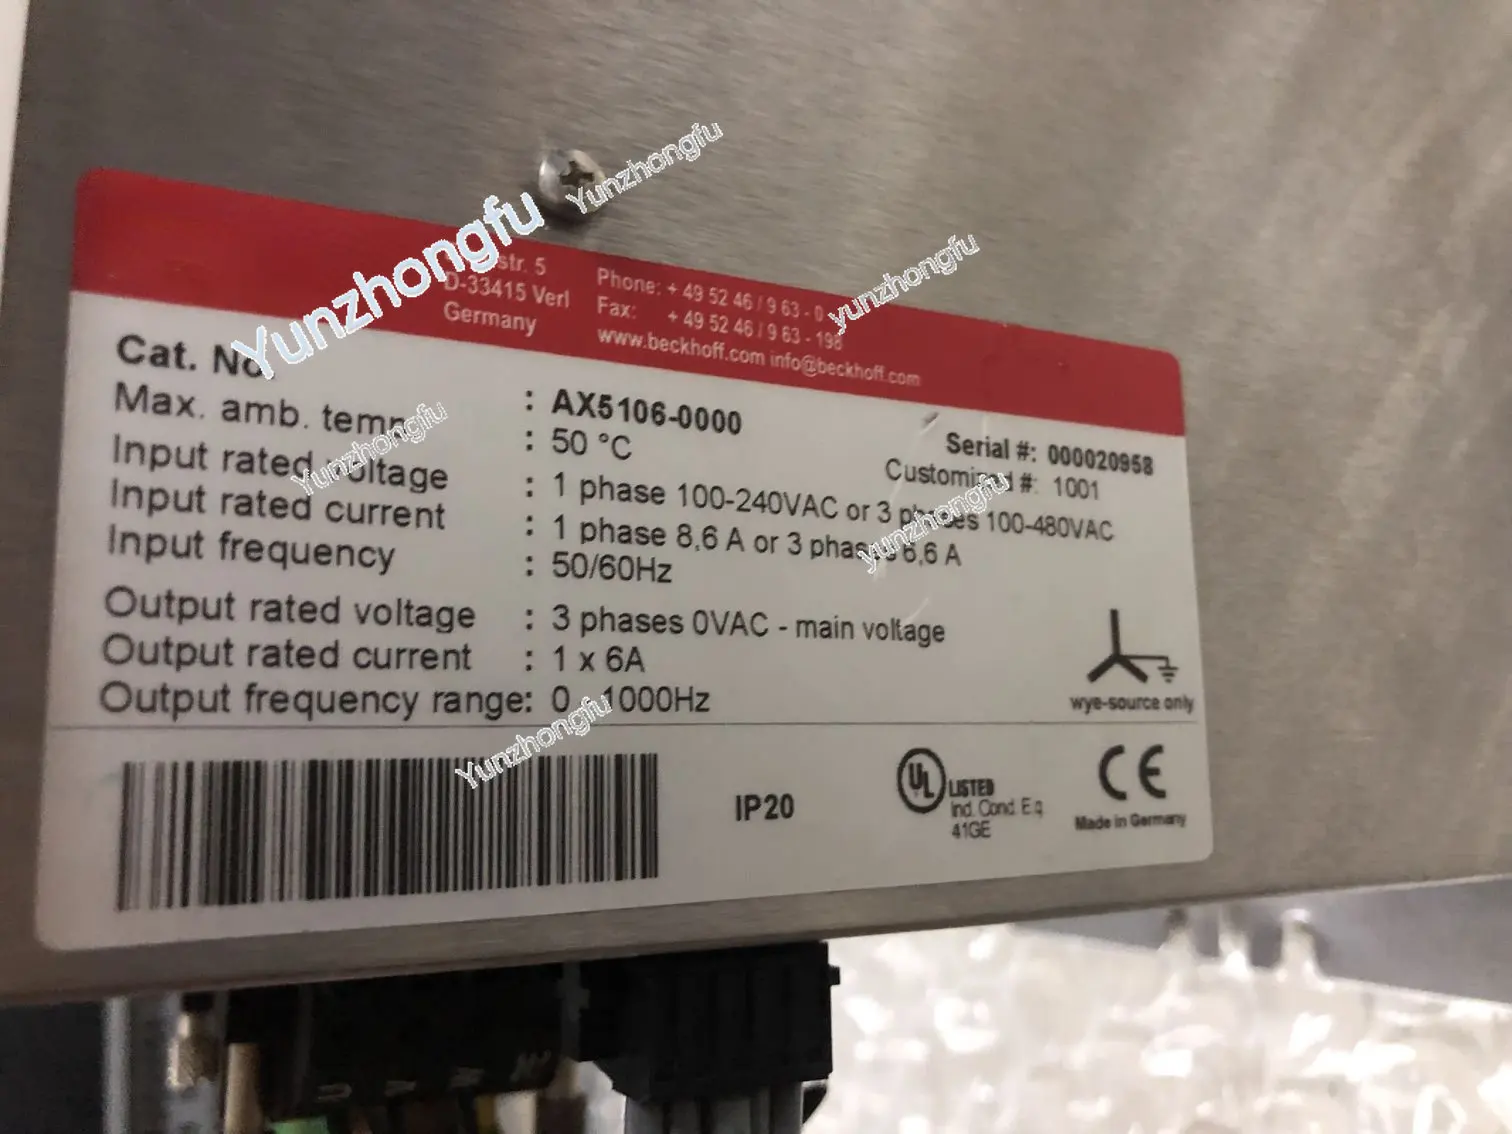 Yunzhongfu
Yunzhongfu
yunzhongfu
str. 5
D-33415 Verl
Germany
Phone: + 49 52 46 / 9 63 - 0
Fax: + 49 52 46 / 9 63 - 198
www.beckhoff.com info@beckhoff.com
Cat. No : AX5106-0000
Serial #: 000020958
Max. amb. temp : 50 °C
Customized #: 1001
Yunzhongfu
Input rated voltage : 1 phase 100-240VAC or 3 phases 100-480VAC
yunzhongfu
Input rated current : 1 phase 8,6 A or 3 phases 6,6 A
Input frequency : 50/60Hz
Output rated voltage : 3 phases 0VAC - main voltage
Output rated current : 1 x 6A
Output frequency range: 0 - 1000Hz
wye-source only
Yunzhongfu
IP20
UL LISTED
Ind. Cond. Eq.
41GE
CE
Made in Germany